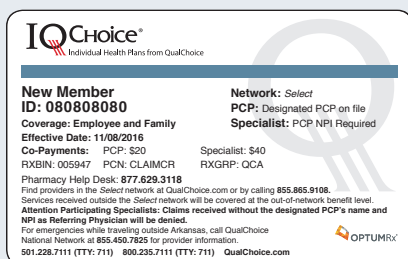 IQ CHOICE®
Individual Health Plans from QualChoice
New Member Network: Select
ID: 080808080 PCP: Designated PCP on file
Coverage: Employee and Family Specialist: PCP NPI Required
Effective Date: 11/08/2016
Co-Payments: PCP: $20 Specialist: $40
RXBIN: 005947 PCN: CLAIMCR RXGRP: QCA
Pharmacy Help Desk: 877.629.3118
Find providers in the Select network at QualChoice.com or by calling 855.865.9108.
Services received outside the Select network will be covered at the out-of-network benefit level.
Attention Participating Specialists: Claims received without the designated PCP's name and
NPI as Referring Physician will be denied.
For emergencies while traveling outside Arkansas, call QualChoice
National Network at 855.450.7825 for provider information.
501.228.7111 (TTY: 711) 800.235.7111 (TTY: 711) QualChoice.com
OPTUMRx®